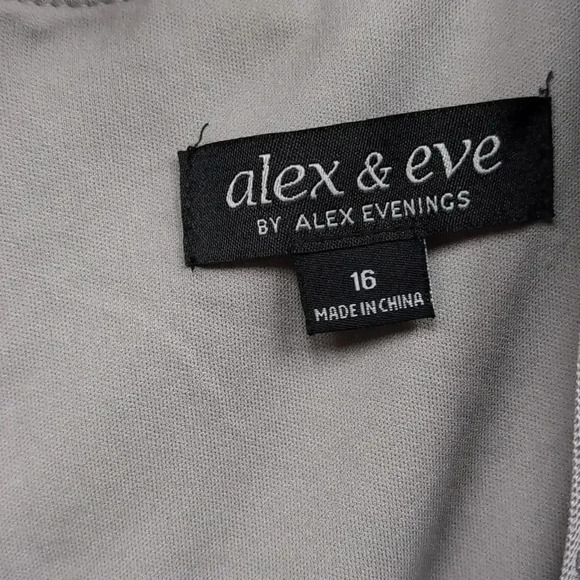 alex & eve
BY ALEX EVENINGS
16
MADE IN CHINA